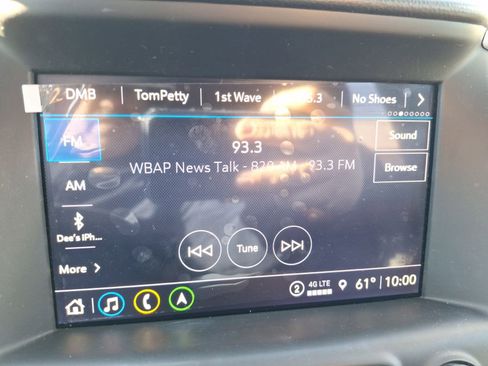 DMB TomPetty 1st Wave No Shoes
FM
93.3
Sound
WBAP News Talk - 820 AM - 93.3 FM
Browse
AM
Dee's iPh...
Tune
More
2 4G LTE 61° 10:00